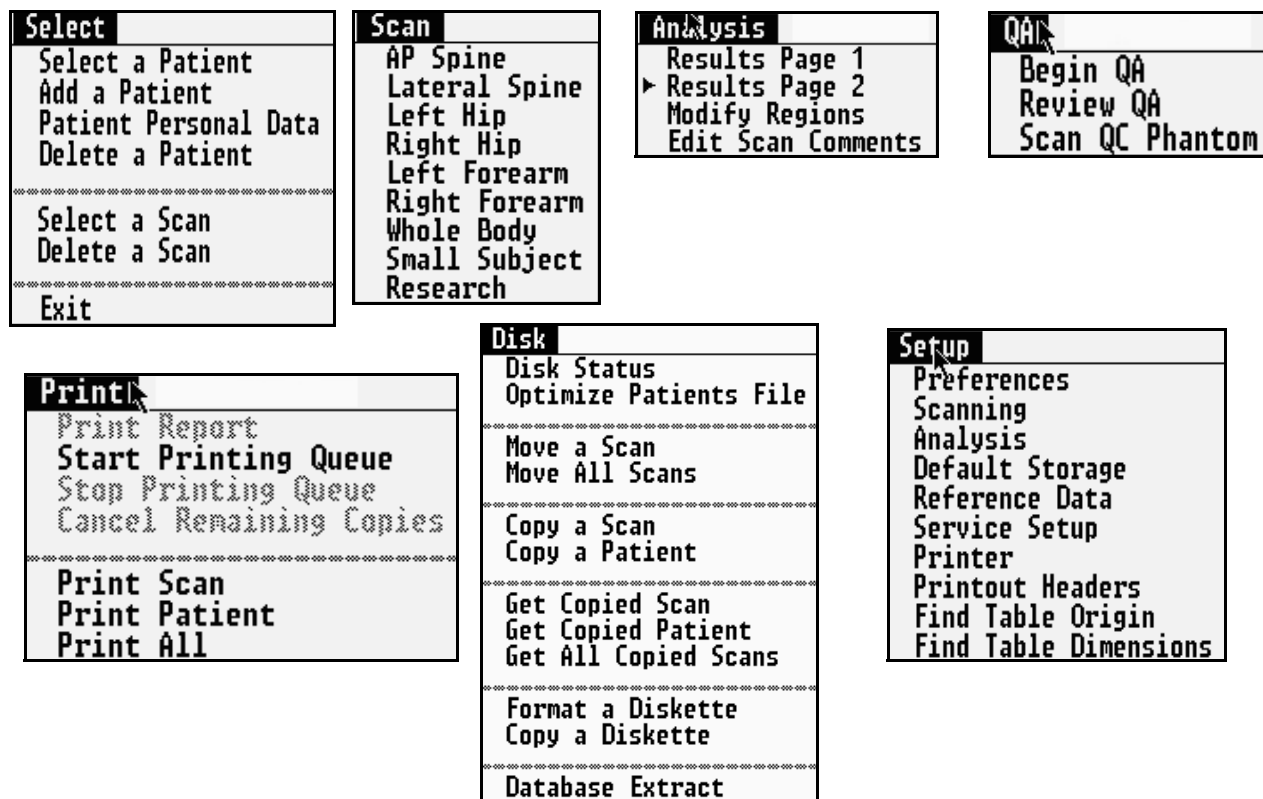 Select
Select a Patient
Add a Patient
Patient Personal Data
Delete a Patient
Select a Scan
Delete a Scan
Exit
Scan
AP Spine
Lateral Spine
Left Hip
Right Hip
Left Forearm
Right Forearm
Whole Body
Small Subject
Research
Analysis
Results Page 1
Results Page 2
Modify Regions
Edit Scan Comments
QA
Begin QA
Review QA
Scan QC Phantom
Print
Print Report
Start Printing Queue
Stop Printing Queue
Cancel Remaining Copies
Print Scan
Print Patient
Print All
Disk
Disk Status
Optimize Patients File
Move a Scan
Move All Scans
Copy a Scan
Copy a Patient
Get Copied Scan
Get Copied Patient
Get All Copied Scans
Format a Diskette
Copy a Diskette
Database Extract
Setup
Preferences
Scanning
Analysis
Default Storage
Reference Data
Service Setup
Printer
Printout Headers
Find Table Origin
Find Table Dimensions